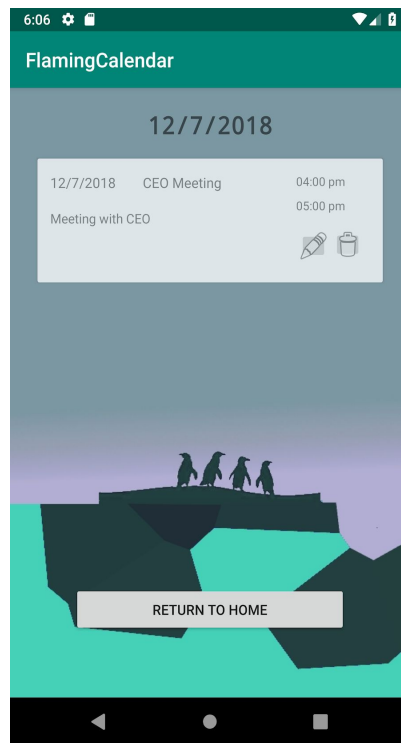 6:06
FlamingCalendar
12/7/2018
12/7/2018 CEO Meeting 04:00 pm
05:00 pm
Meeting with CEO
RETURN TO HOME